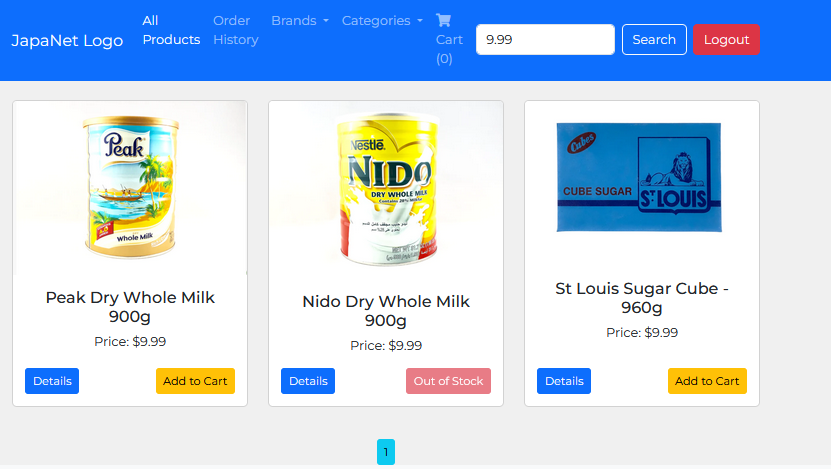 JapaNet Logo
All
Products
Order
History
Brands
Categories
Cart
(0)
9.99
Search
Logout
Peak
Whole Milk
Nestlé.
NIDO
DRY WHOLE MILK
Contains 28% Milkfat
Cubes
CUBE SUGAR
ST LOUIS
Peak Dry Whole Milk
900g
Price: $9.99
Details
Add to Cart
Nido Dry Whole Milk
900g
Price: $9.99
Details
Out of Stock
St Louis Sugar Cube -
960g
Price: $9.99
Details
Add to Cart
1